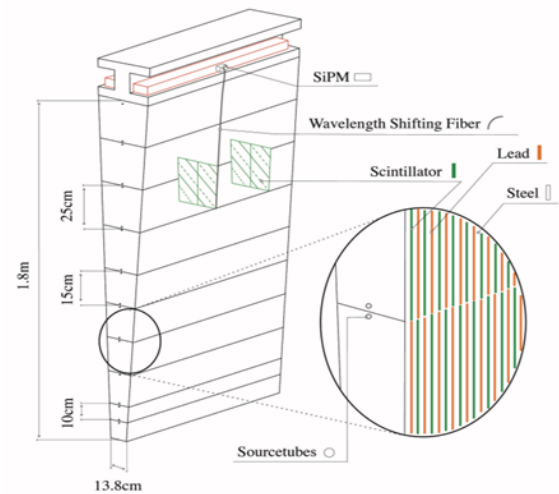 SiPM
Wavelength Shifting Fiber
Lead
Scintillator
Steel
25cm
1.8m
15cm
10cm
Sourcetubes
13.8cm